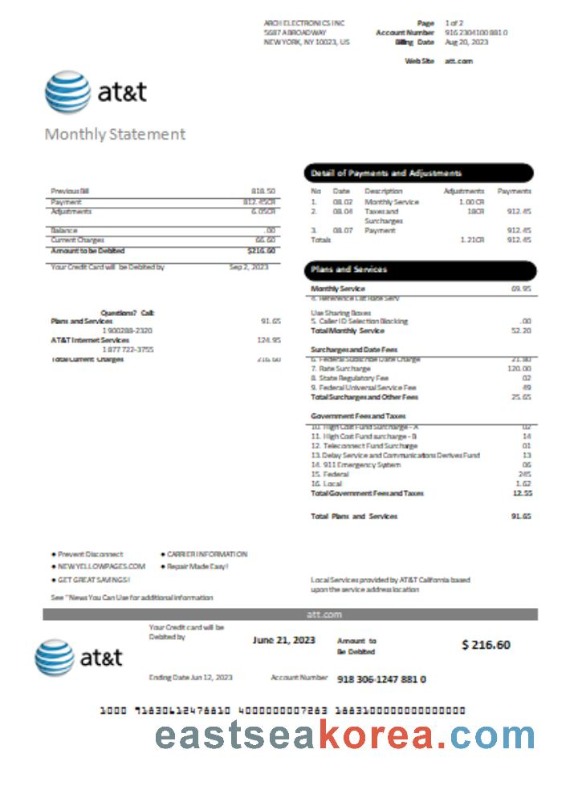 ARCH ELECTRONICS INC
5687 A BROADWAY
NEW YORK, NY 10023, US
Page 1 of 2
Account Number 916 2304100 881 0
Billing Date Aug 20, 2023
Web Site att.com
at&t
Monthly Statement
Previous Bill 818.50
Payment 812.45CR
Adjustments 6.05CR
Balance .00
Current Charges 66.60
Amount to be Debited $216.60
Your Credit Card will be Debited by Sep 2, 2023
Questions? Call:
Plans and Services 91.65
1 900288-2320
AT&T Internet Services 124.95
1 877 722-3755
Total Current Charges 216.60
Detail of Payments and Adjustments
No Date Description Adjustments Payments
1. 08.02 Monthly Service 1.00CR
2. 08.04 Taxes and Surcharges 18CR 912.45
3. 08.07 Payment 912.45
Totals 1.21CR 912.45
Plans and Services
Monthly Service 69.95
Use Sharing Boxes
5. Caller ID Selection Blocking .00
Total Monthly Service 52.20
Surcharges and Date Fees
6. Federal Subscribe Date Charge 21.80
7. Rate Surcharge 120.00
8. State Regulatory Fee 02
9. Federal Universal Service Fee 49
Total Surcharges and Other Fees 25.65
Government Fees and Taxes
10. High Cost Fund Surcharge - A 02
11. High Cost Fund surcharge - B 14
12. Teleconnect Fund Surcharge 01
13. Delay Service and Communications Derives Fund 13
14. 911 Emergency System 06
15. Federal 245
16. Local 1.62
Total Government Fees and Taxes 12.55
Total Plans and Services 91.65
● Prevent Disconnect ● CARRIER INFORMATION
● NEW YELLOWPAGES.COM ● Repair Made Easy!
● GET GREAT SAVINGS!
See "News You Can Use for additional information
Local Services provided by AT&T California based
upon the service address location
att.com
at&t
Your Credit card will be
Debited by
June 21, 2023
Amount to
Be Debited
$ 216.60
Ending Date Jun 12, 2023
Account Number 918 306-1247 881 0
1000 91830612478810 4000000007283 18831000000000000000
eastseakorea.com